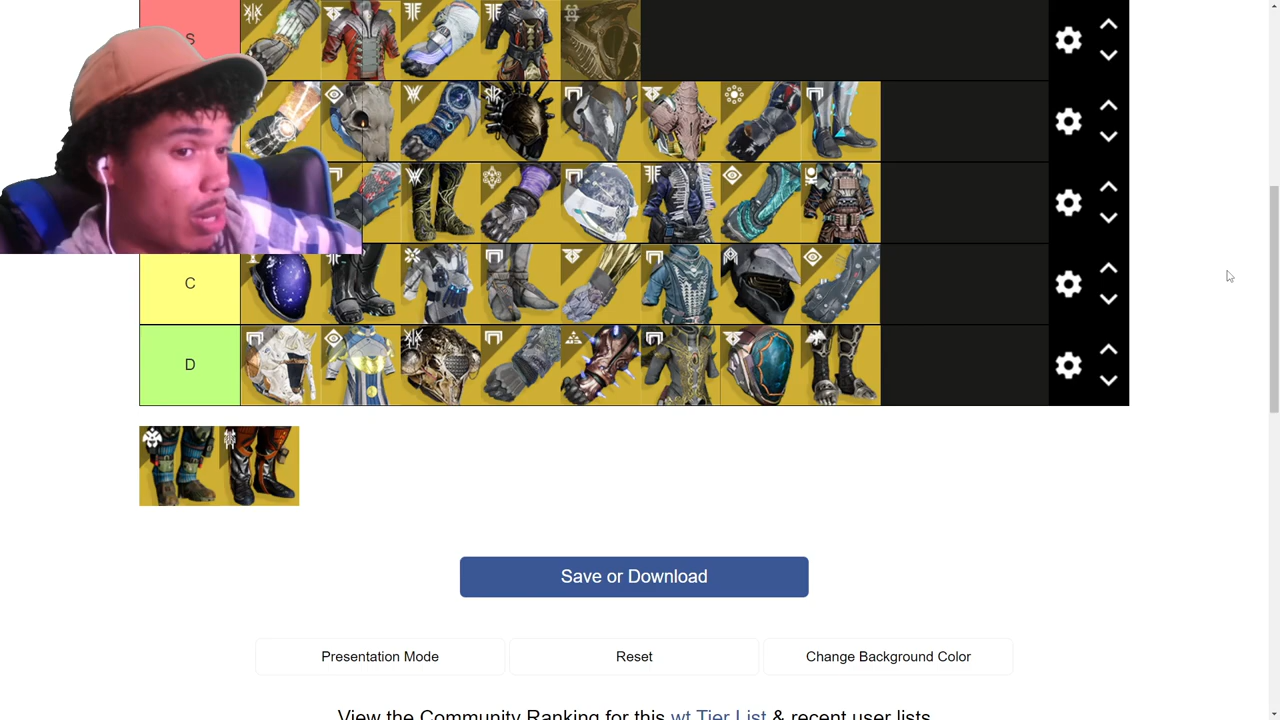 S
C
D
Save or Download
Presentation Mode
Reset
Change Background Color
View the Community Ranking for this wt Tier List & recent user lists